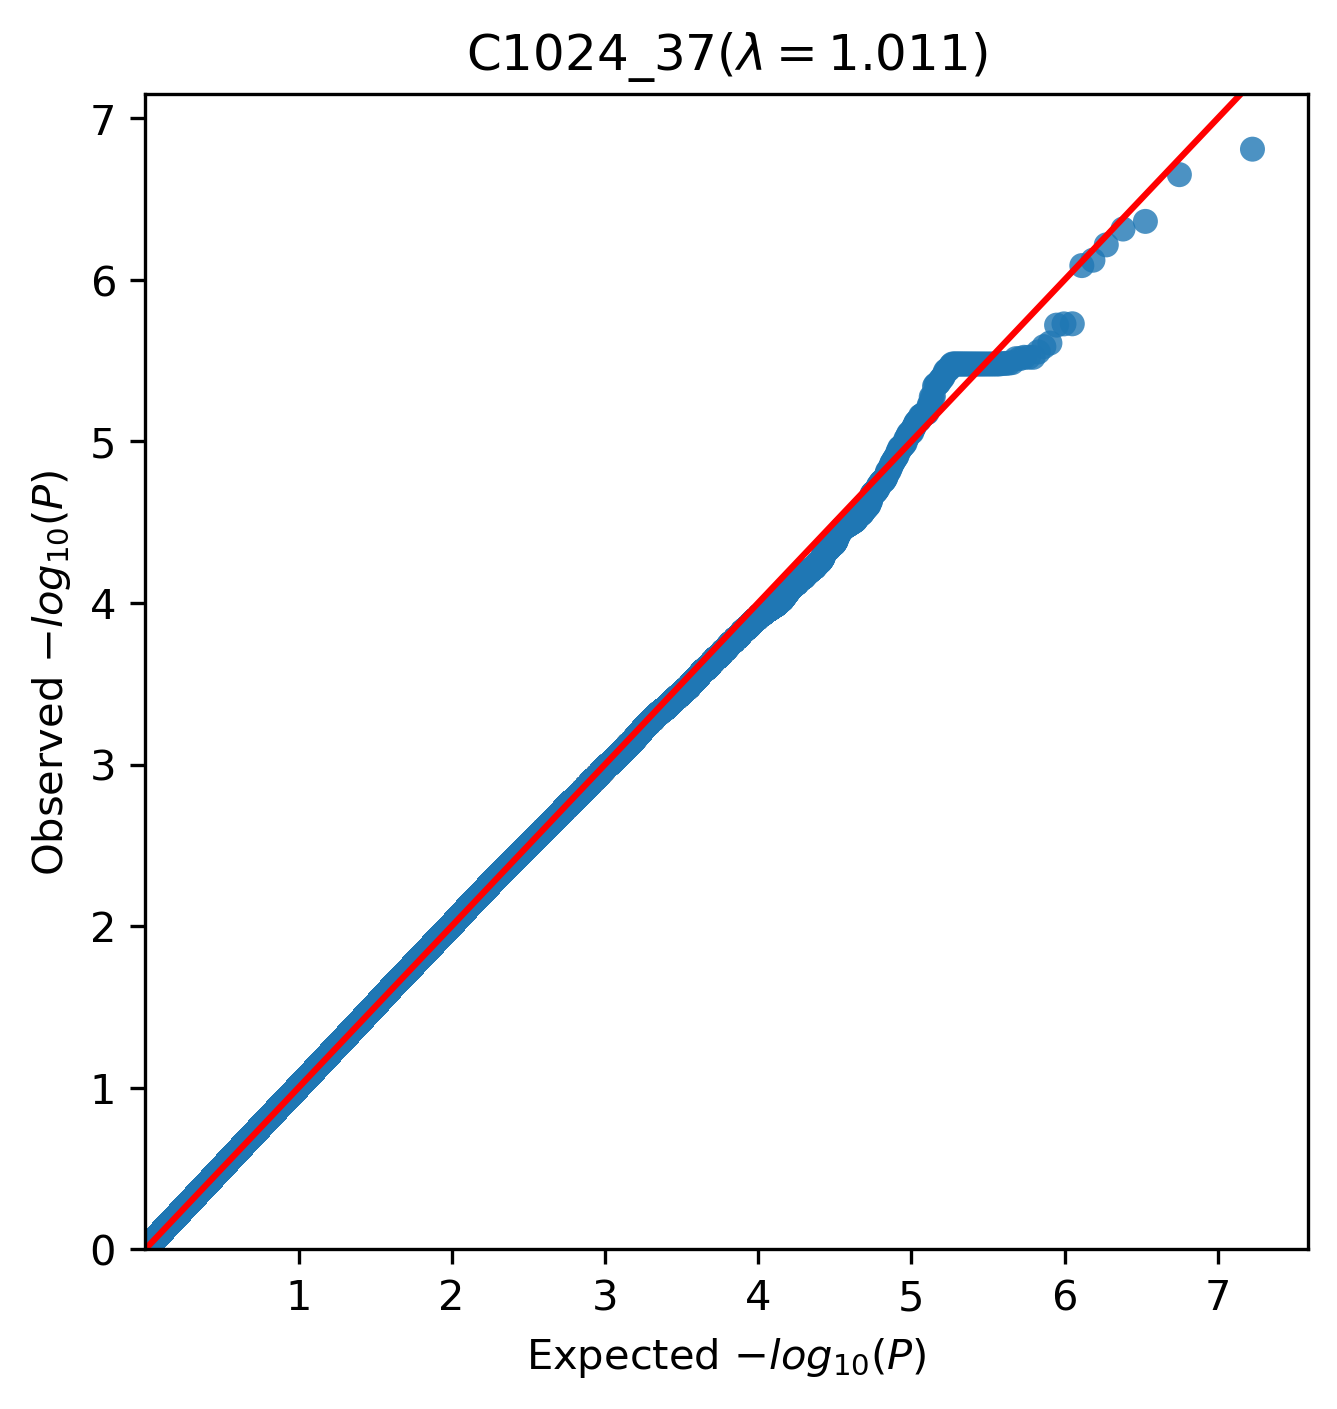 C1024_37(λ = 1.011)
7
6
5
4
3
2
1
0
Observed −log₁₀(P)
1 2 3 4 5 6 7
Expected −log₁₀(P)